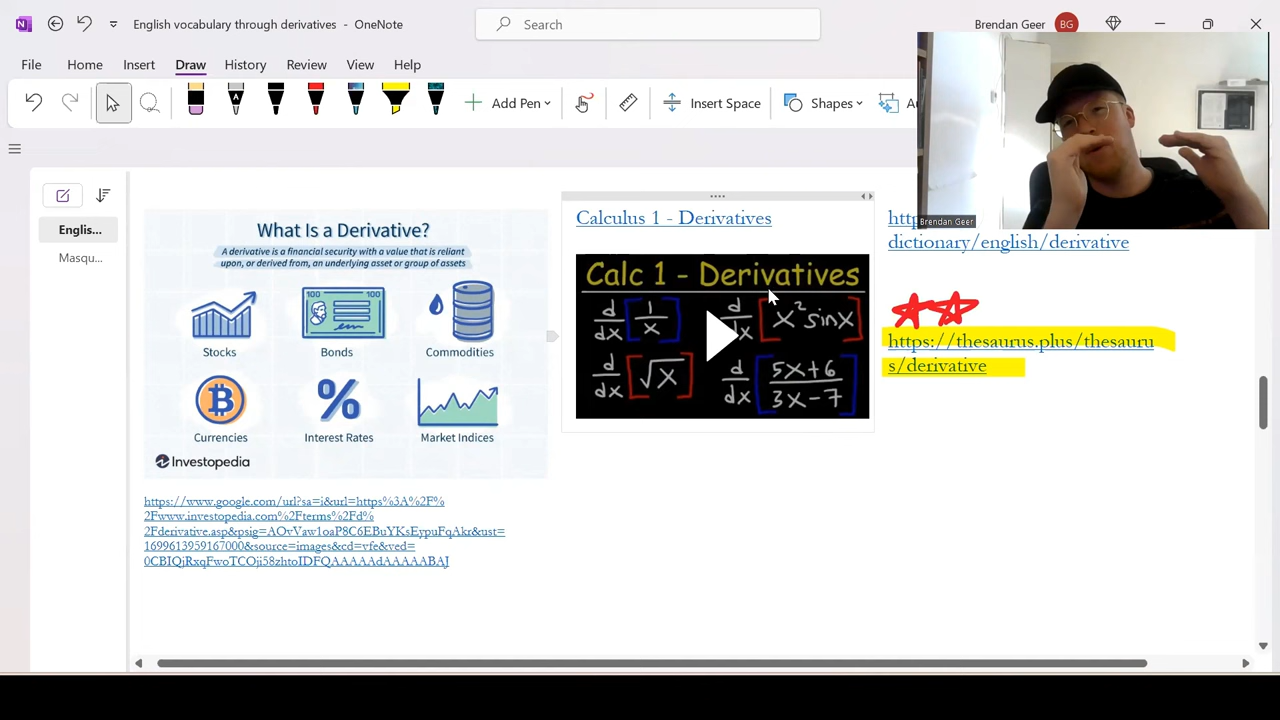 English vocabulary through derivatives - OneNote
Search
Brendan Geer
BG
File
Home
Insert
Draw
History
Review
View
Help
A
Add Pen
Insert Space
Shapes
Brendan Geer
Englis...
Masqu...
What Is a Derivative?
A derivative is a financial security with a value that is reliant
upon, or derived from, an underlying asset or group of assets
100
100
Stocks
Bonds
Commodities
Currencies
Interest Rates
Market Indices
Investopedia
https://www.google.com/url?sa=i&url=https%3A%2F%
2Fwww.investopedia.com%2Fterms%2Fd%
2Fderivative.asp&psig=AOvVaw1oaP8C6EBuYKsEypuFqAkr&ust=
1699613959167000&source=images&cd=vfe&ved=
0CBIQjRxqFwoTCOji58zhtoIDFQAAAAAdAAAAABAJ
Calculus 1 - Derivatives
Calc 1 - Derivatives
d/dx [1/x]
d/dx [x² sinx]
d/dx [√x]
d/dx [5x+6/3x-7]
dictionary/english/derivative
https://thesaurus.plus/thesauru
s/derivative